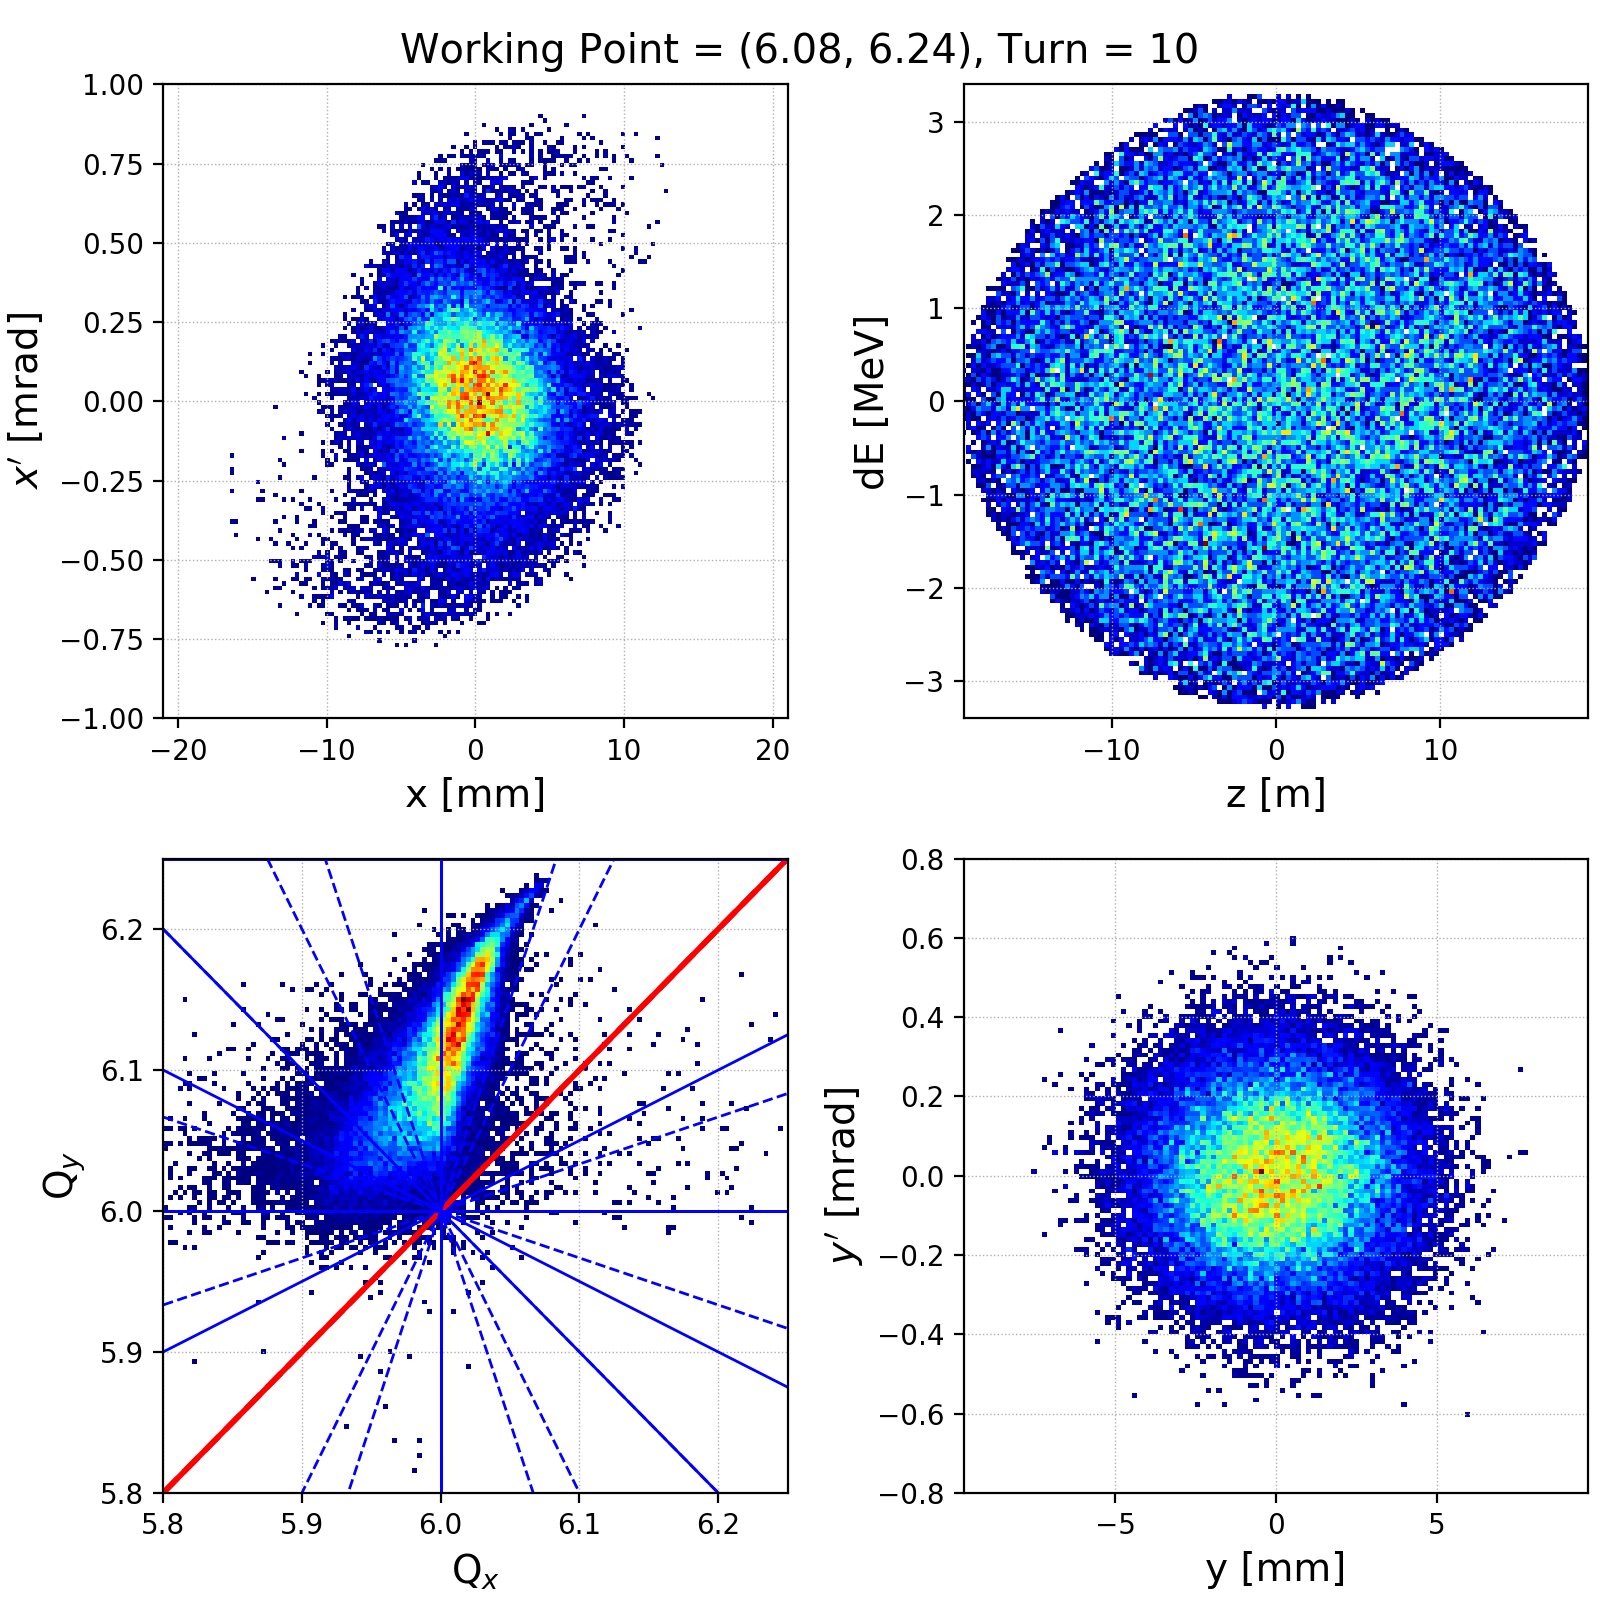 Working Point = (6.08, 6.24), Turn = 10
1.00
0.75
0.50
0.25
0.00
−0.25
−0.50
−0.75
−1.00
x′ [mrad]
−20 −10 0 10 20
x [mm]
3
2
1
0
−1
−2
−3
dE [MeV]
−10 0 10
z [m]
6.2
6.1
6.0
5.9
5.8
Qy
5.8 5.9 6.0 6.1 6.2
Qx
0.8
0.6
0.4
0.2
0.0
−0.2
−0.4
−0.6
−0.8
y′ [mrad]
−5 0 5
y [mm]